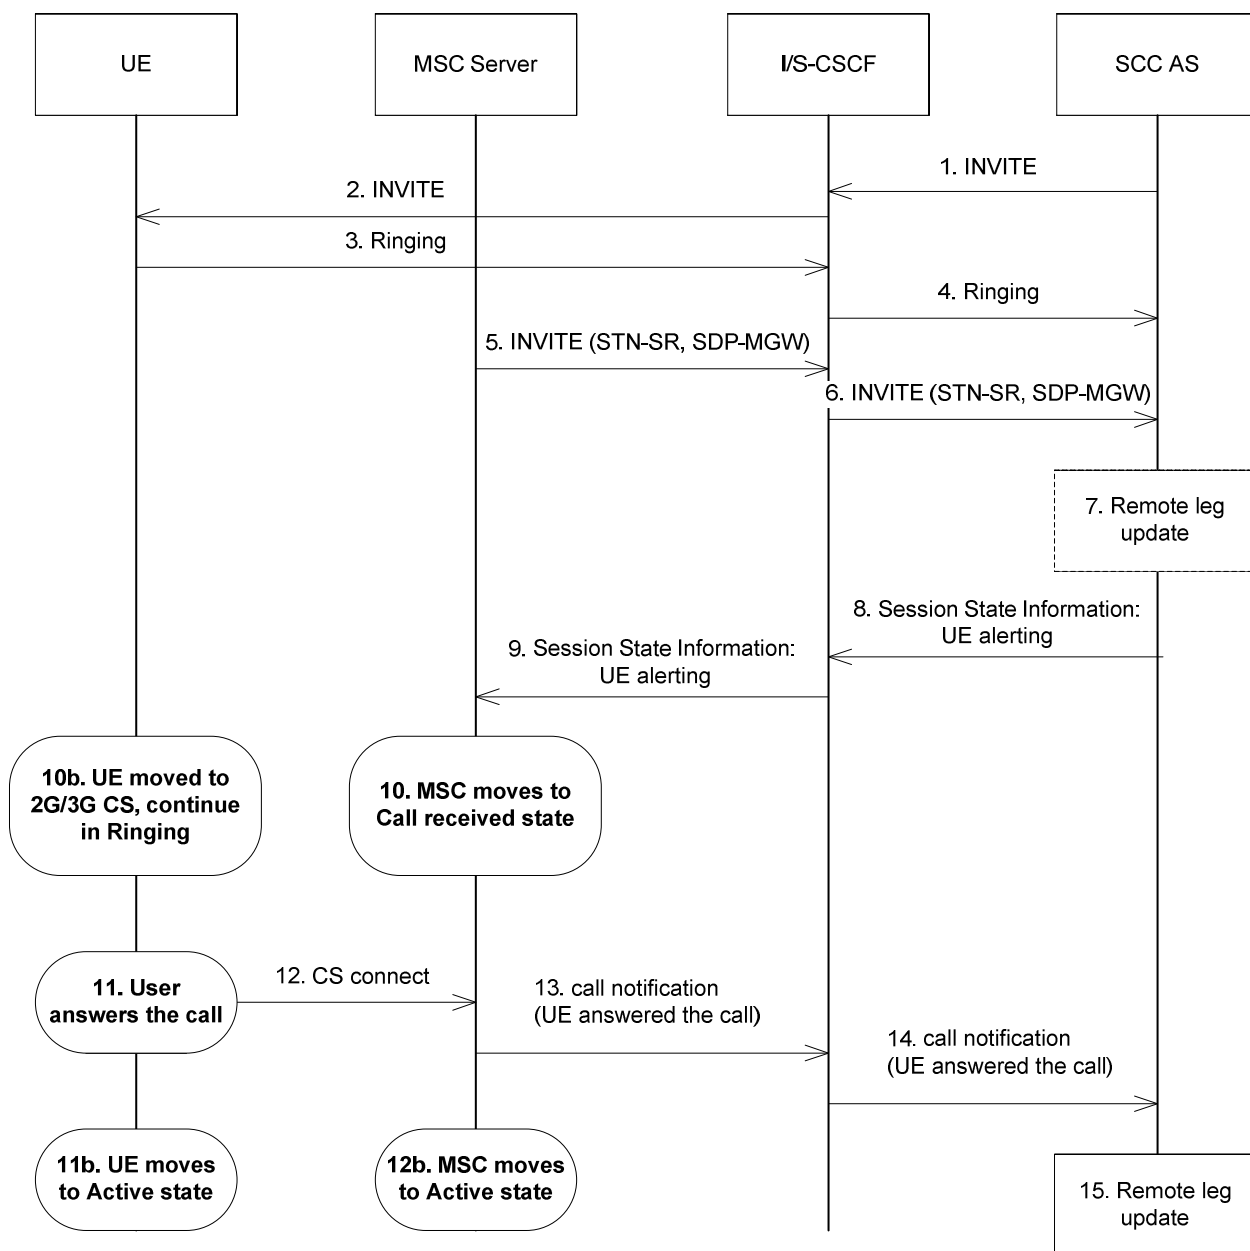 UE
MSC Server
I/S-CSCF
SCC AS
1. INVITE
2. INVITE
3. Ringing
4. Ringing
5. INVITE (STN-SR, SDP-MGW)
6. INVITE (STN-SR, SDP-MGW)
7. Remote leg
update
8. Session State Information:
UE alerting
9. Session State Information:
UE alerting
10b. UE moved to
2G/3G CS, continue
in Ringing
10. MSC moves to
Call received state
11. User
answers the call
12. CS connect
13. call notification
(UE answered the call)
14. call notification
(UE answered the call)
11b. UE moves
to Active state
12b. MSC moves
to Active state
15. Remote leg
update